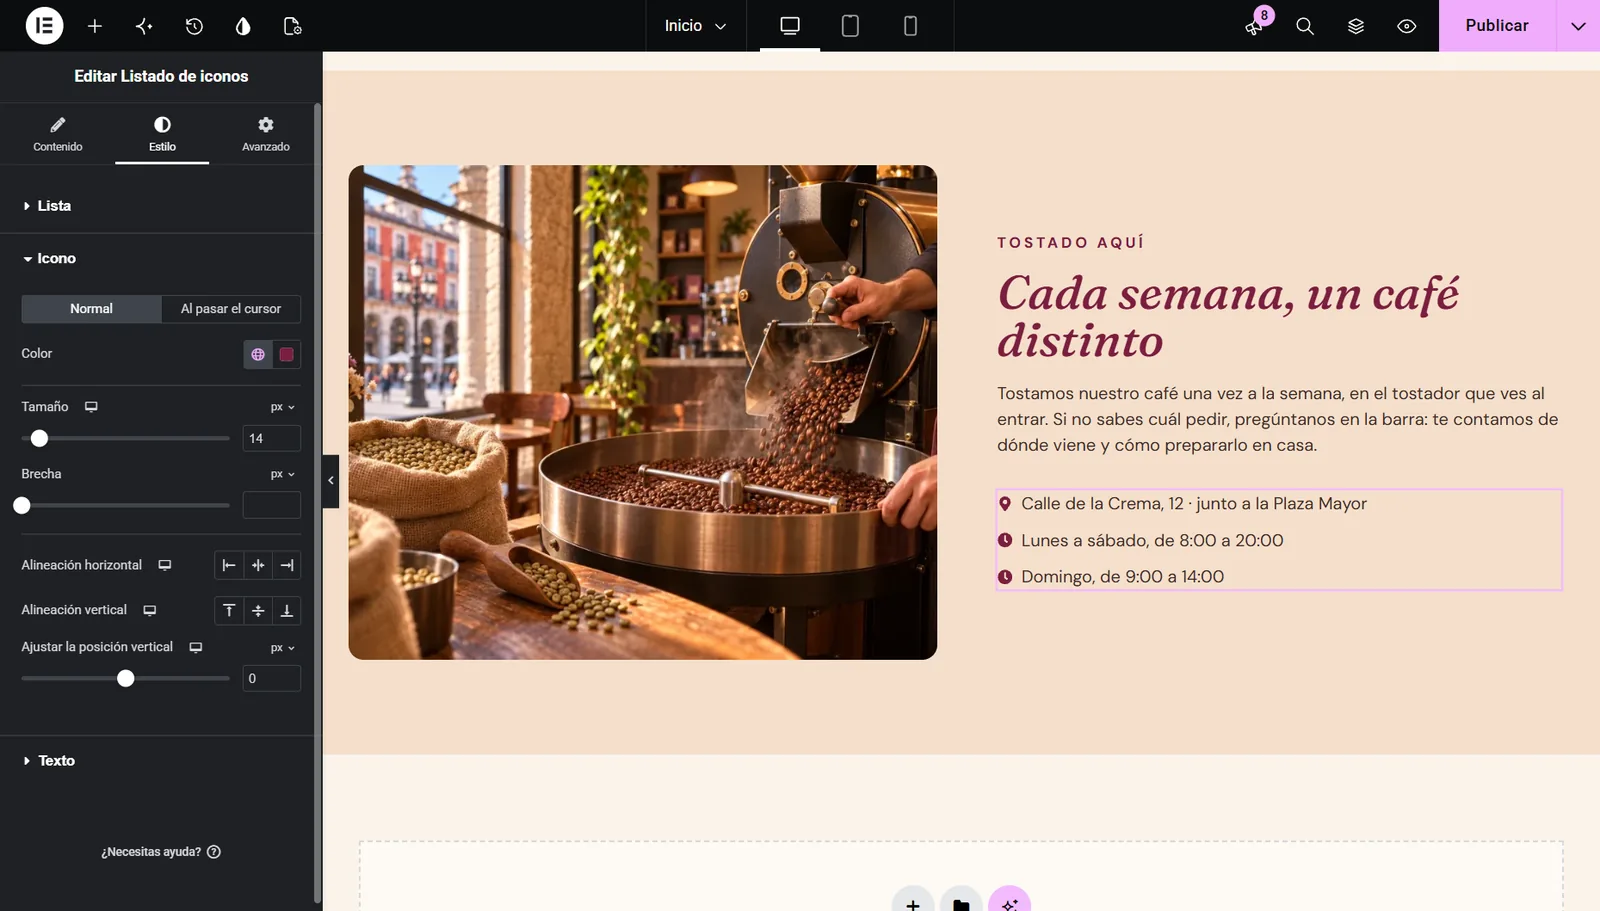 Inicio
8
Publicar
Editar Listado de iconos
Contenido
Estilo
Avanzado
Lista
Icono
Normal
Al pasar el cursor
Color
Tamaño
px
14
Brecha
px
Alineación horizontal
Alineación vertical
Ajustar la posición vertical
px
0
Texto
¿Necesitas ayuda?
TOSTADO AQUÍ
Cada semana, un café
distinto
Tostamos nuestro café una vez a la semana, en el tostador que ves al
entrar. Si no sabes cuál pedir, pregúntanos en la barra: te contamos de
dónde viene y cómo prepararlo en casa.
Calle de la Crema, 12 · junto a la Plaza Mayor
Lunes a sábado, de 8:00 a 20:00
Domingo, de 9:00 a 14:00